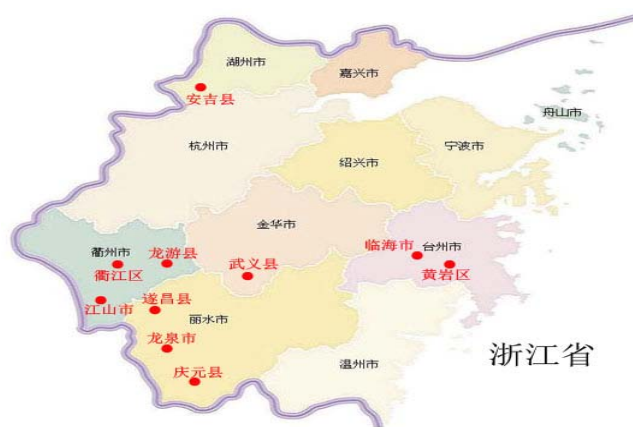 湖州市
嘉兴市
安吉县
舟山市
杭州市
绍兴市
宁波市
金华市
衢州市
龙游县
衢江区
武义县
临海市
台州市
黄岩区
江山市
遂昌县
丽水市
龙泉市
庆元县
温州市
浙江省